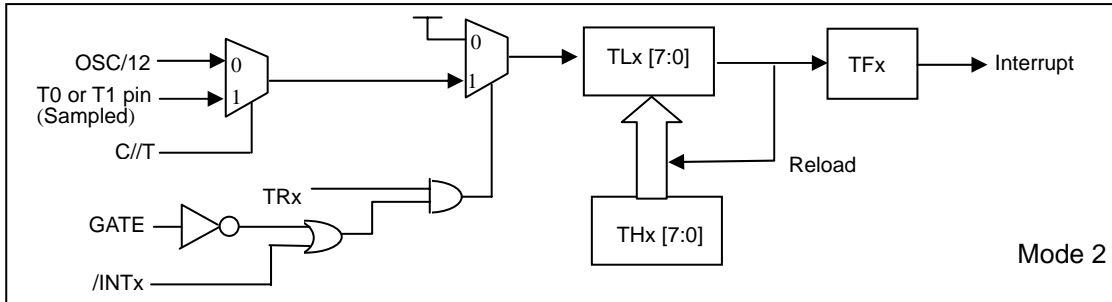 OSC/12
T0 or T1 pin
(Sampled)
C//T
0
1
0
1
TRx
GATE
/INTx
TLx [7:0]
TFx
Interrupt
Reload
THx [7:0]
Mode 2